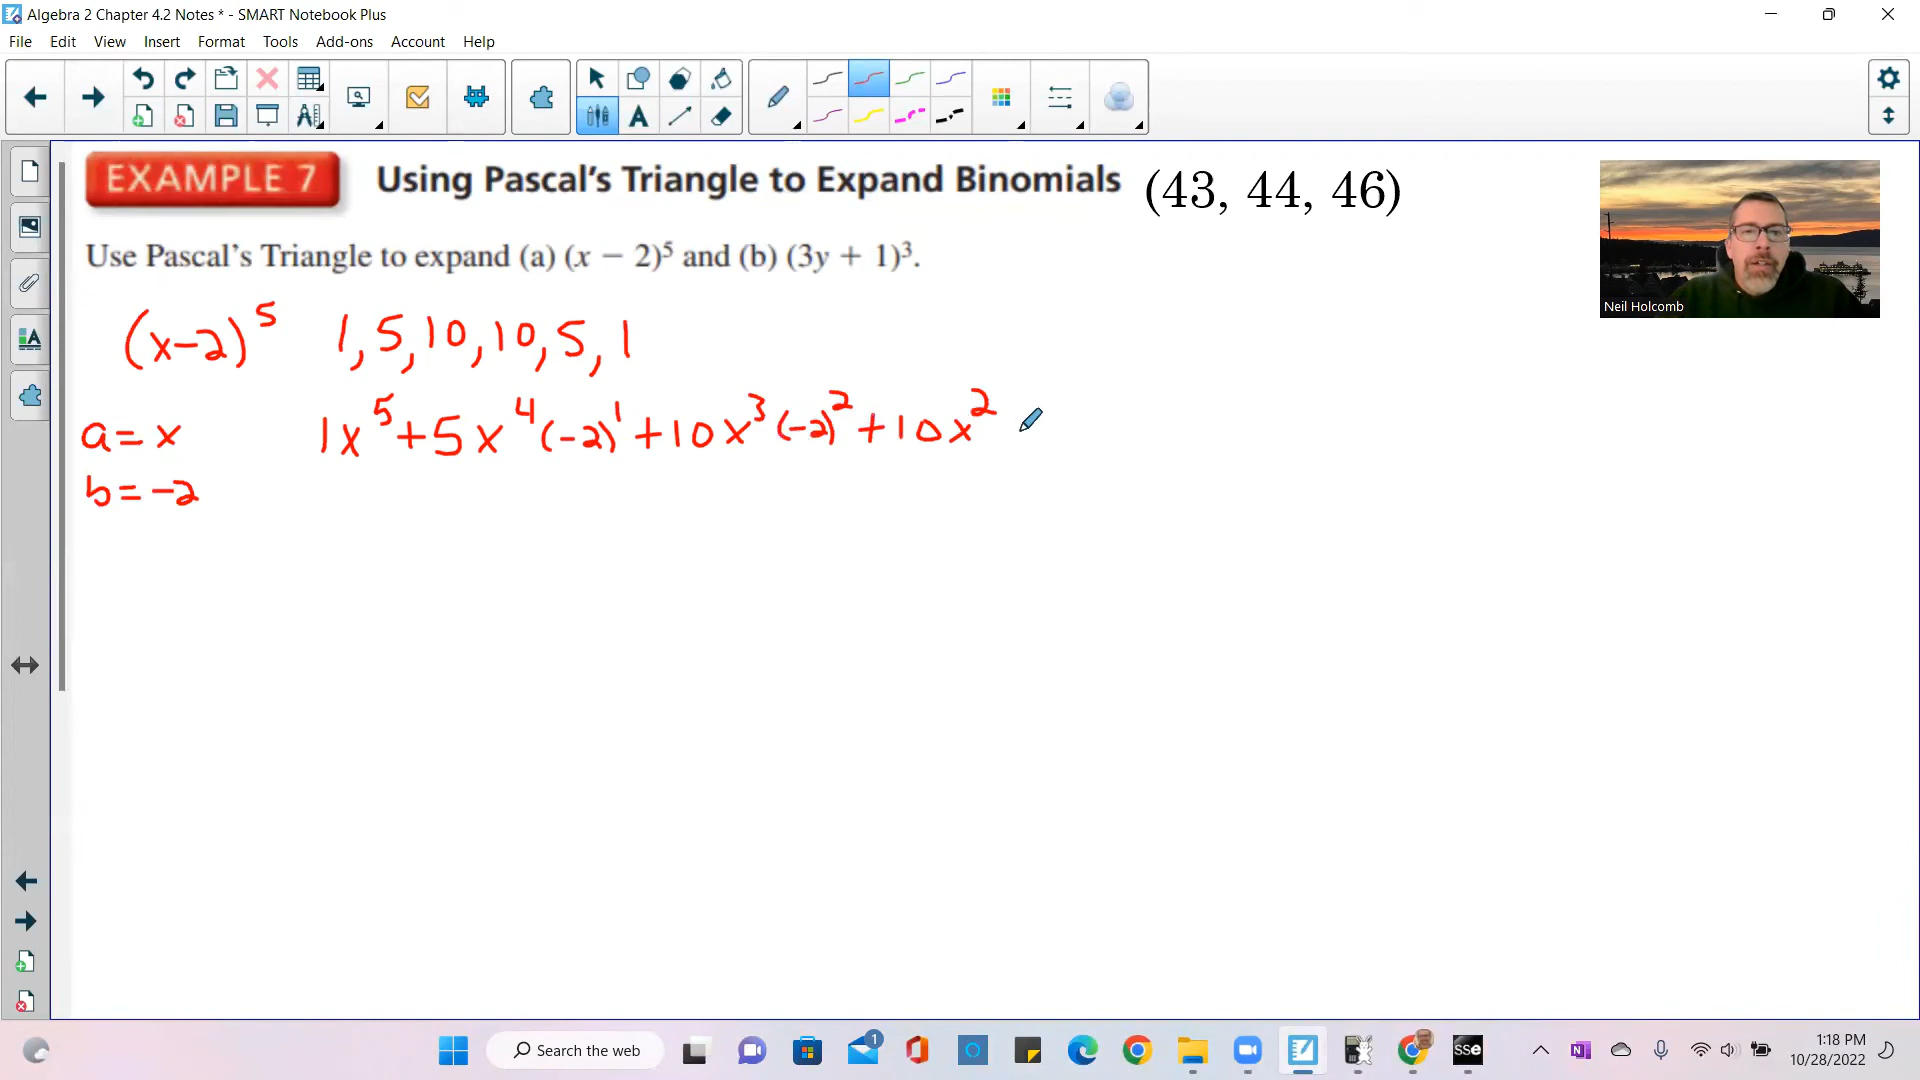 Algebra 2 Chapter 4.2 Notes * - SMART Notebook Plus
File Edit View Insert Format Tools Add-ons Account Help
EXAMPLE 7 Using Pascal's Triangle to Expand Binomials (43, 44, 46)
Use Pascal's Triangle to expand (a) (x − 2)⁵ and (b) (3y + 1)³.
Neil Holcomb
(x-2)⁵ 1, 5, 10, 10, 5, 1
a = x 1x⁵ + 5x⁴(-2)¹ + 10x³(-2)² + 10x²
b = -2
Search the web
1
sse
1:18 PM
10/28/2022